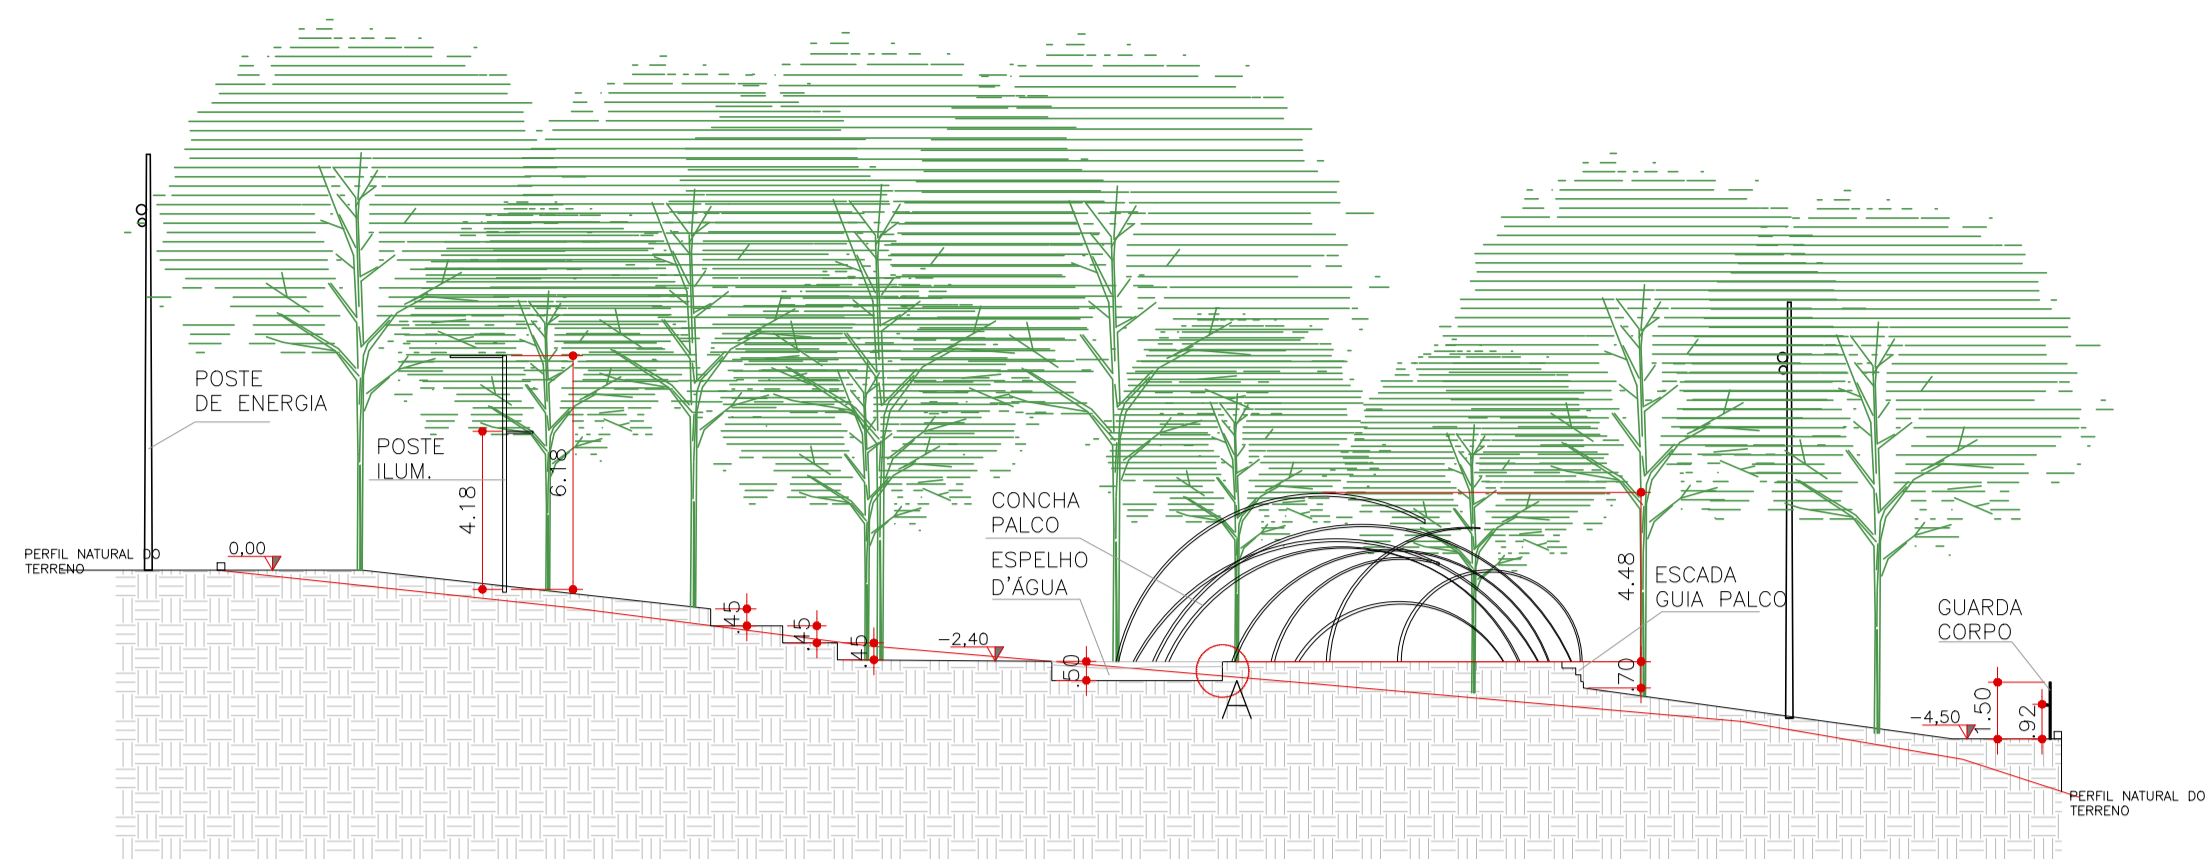 POSTE
DE ENERGIA
POSTE
ILUM.
4.18
6.18
PERFIL NATURAL DO
TERRENO
0,00
.45
.45
.45
-2,40
CONCHA
PALCO
ESPELHO
D'ÁGUA
.50
A
4.48
.70
ESCADA
GUIA PALCO
GUARDA
CORPO
-4,50
1.50
.92
PERFIL NATURAL DO
TERRENO